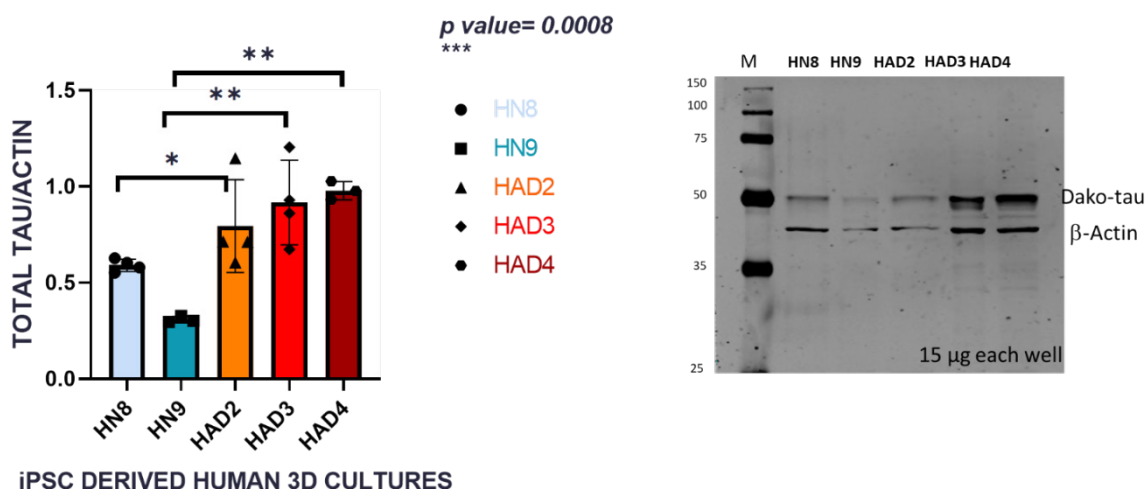 p value= 0.0008
***
**
**
*
TOTAL TAU/ACTIN
1.5
1.0
0.5
0.0
HN8
HN9
HAD2
HAD3
HAD4
iPSC DERIVED HUMAN 3D CULTURES
HN8
HN9
HAD2
HAD3
HAD4
M HN8 HN9 HAD2 HAD3 HAD4
150
100
75
50
35
25
Dako-tau
β-Actin
15 µg each well